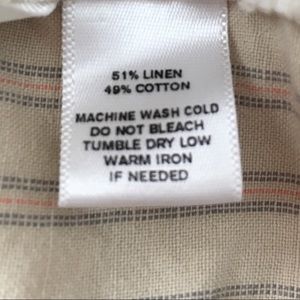 51% LINEN
49% COTTON
MACHINE WASH COLD
DO NOT BLEACH
TUMBLE DRY LOW
WARM IRON
IF NEEDED